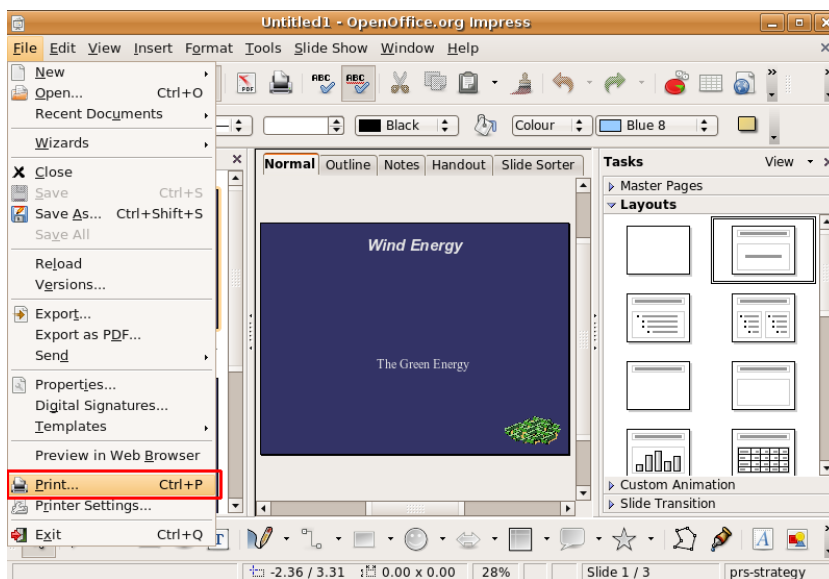 Untitled1 - OpenOffice.org Impress
File Edit View Insert Format Tools Slide Show Window Help
New
Open... Ctrl+O
Recent Documents
Wizards
Close
Save Ctrl+S
Save As... Ctrl+Shift+S
Save All
Reload
Versions...
Export...
Export as PDF...
Send
Properties...
Digital Signatures...
Templates
Preview in Web Browser
Print... Ctrl+P
Printer Settings...
Exit Ctrl+Q
PDF
ABC
ABC
Black
Colour
Blue 8
Normal Outline Notes Handout Slide Sorter
Wind Energy
The Green Energy
Tasks View
Master Pages
Layouts
Custom Animation
Slide Transition
T
A
-2.36 / 3.31 0.00 x 0.00 28% Slide 1 / 3 prs-strategy